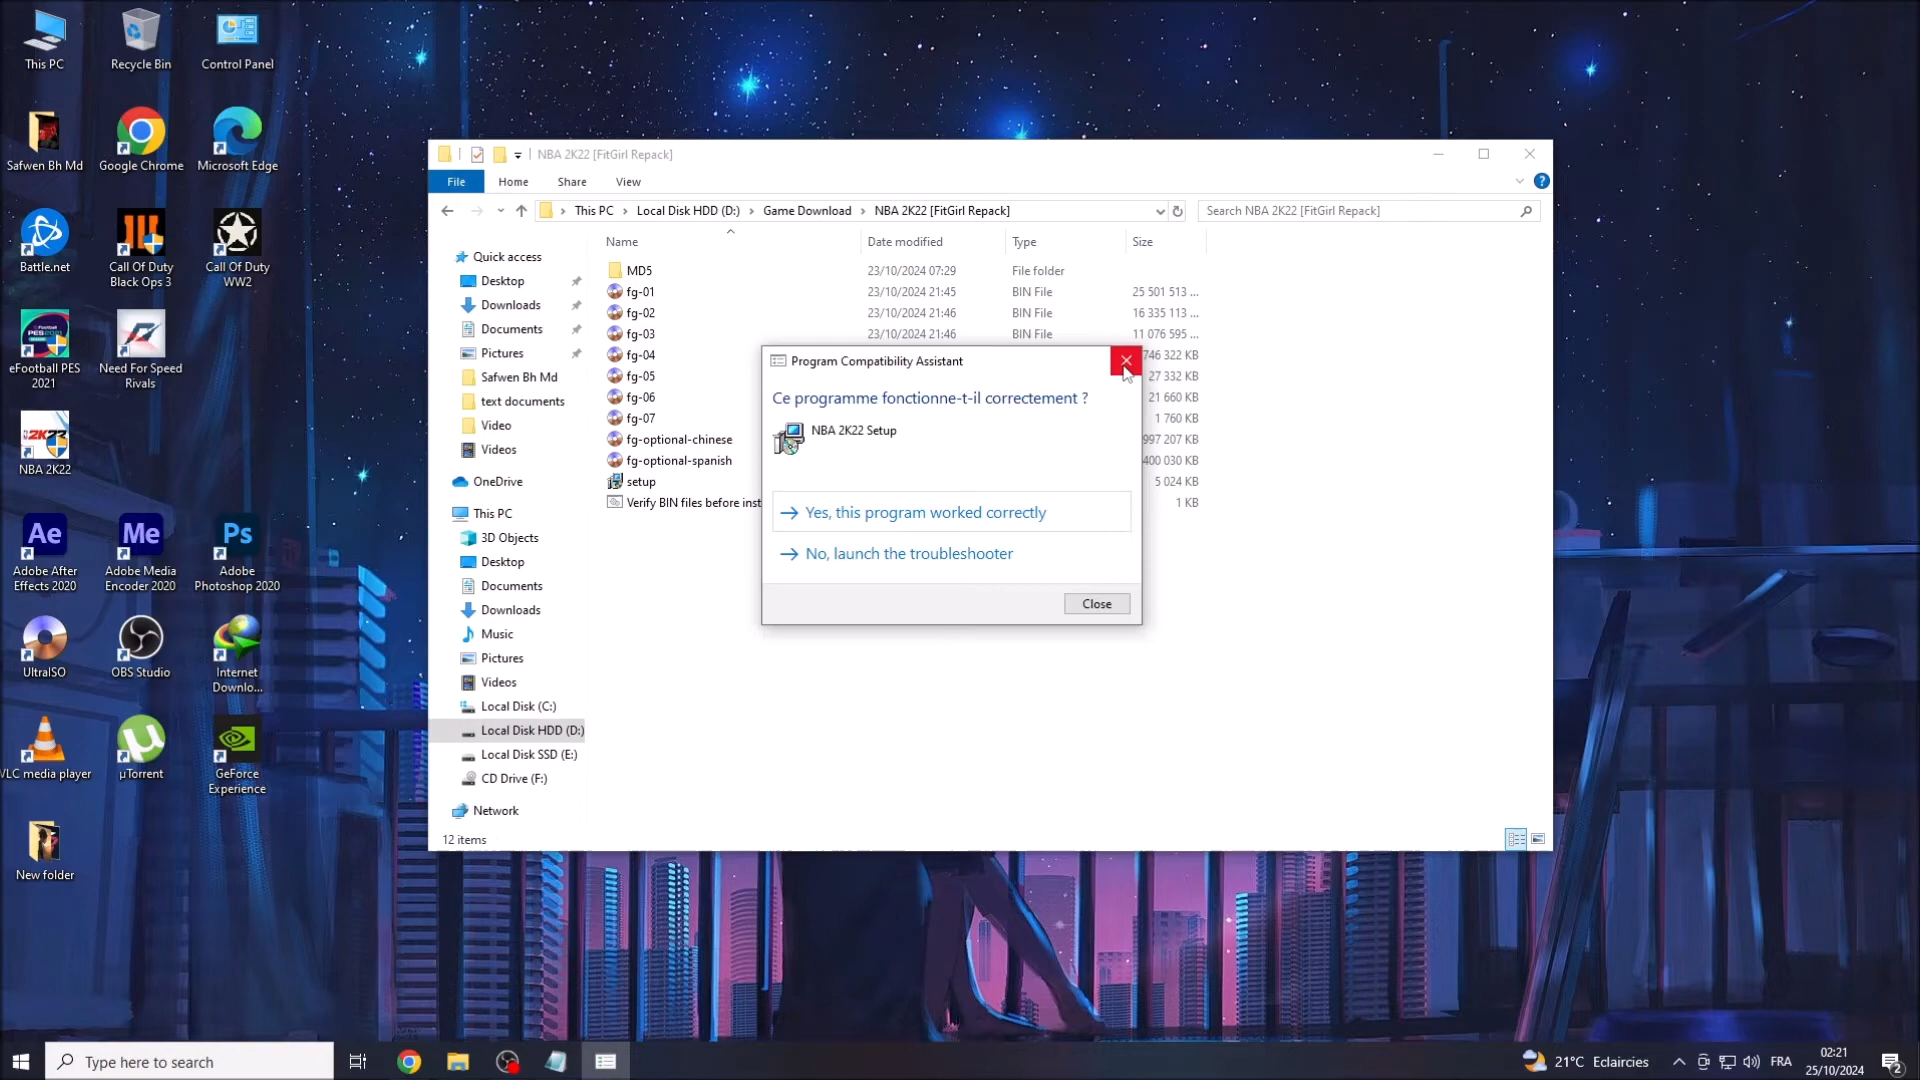 This PC
Recycle Bin
Control Panel
Safwen Bh Md
Google Chrome
Microsoft Edge
Battle.net
Call Of Duty
Black Ops 3
Call Of Duty
WW2
eFootball PES
2021
Need For Speed
Rivals
NBA 2K22
Adobe After
Effects 2020
Adobe Media
Encoder 2020
Adobe
Photoshop 2020
UltraISO
OBS Studio
Internet
Downlo...
VLC media player
µTorrent
GeForce
Experience
New folder
NBA 2K22 [FitGirl Repack]
File
Home
Share
View
This PC
Local Disk HDD (D:)
Game Download
NBA 2K22 [FitGirl Repack]
Search NBA 2K22 [FitGirl Repack]
Quick access
Desktop
Downloads
Documents
Pictures
Safwen Bh Md
text documents
Video
Videos
OneDrive
This PC
3D Objects
Desktop
Documents
Downloads
Music
Pictures
Videos
Local Disk (C:)
Local Disk HDD (D:)
Local Disk SSD (E:)
CD Drive (F:)
Network
12 items
Name Date modified Type Size
MD5 23/10/2024 07:29 File folder
fg-01 23/10/2024 21:45 BIN File 25 501 513 ...
fg-02 23/10/2024 21:46 BIN File 16 335 113 ...
fg-03 23/10/2024 21:46 BIN File 11 076 595 ...
fg-04 746 322 KB
fg-05 27 332 KB
fg-06 21 660 KB
fg-07 1 760 KB
fg-optional-chinese 997 207 KB
fg-optional-spanish 400 030 KB
setup 5 024 KB
Verify BIN files before inst 1 KB
Program Compatibility Assistant
Ce programme fonctionne-t-il correctement ?
NBA 2K22 Setup
Yes, this program worked correctly
No, launch the troubleshooter
Close
Type here to search
21°C Eclaircies
FRA
02:21
25/10/2024
2